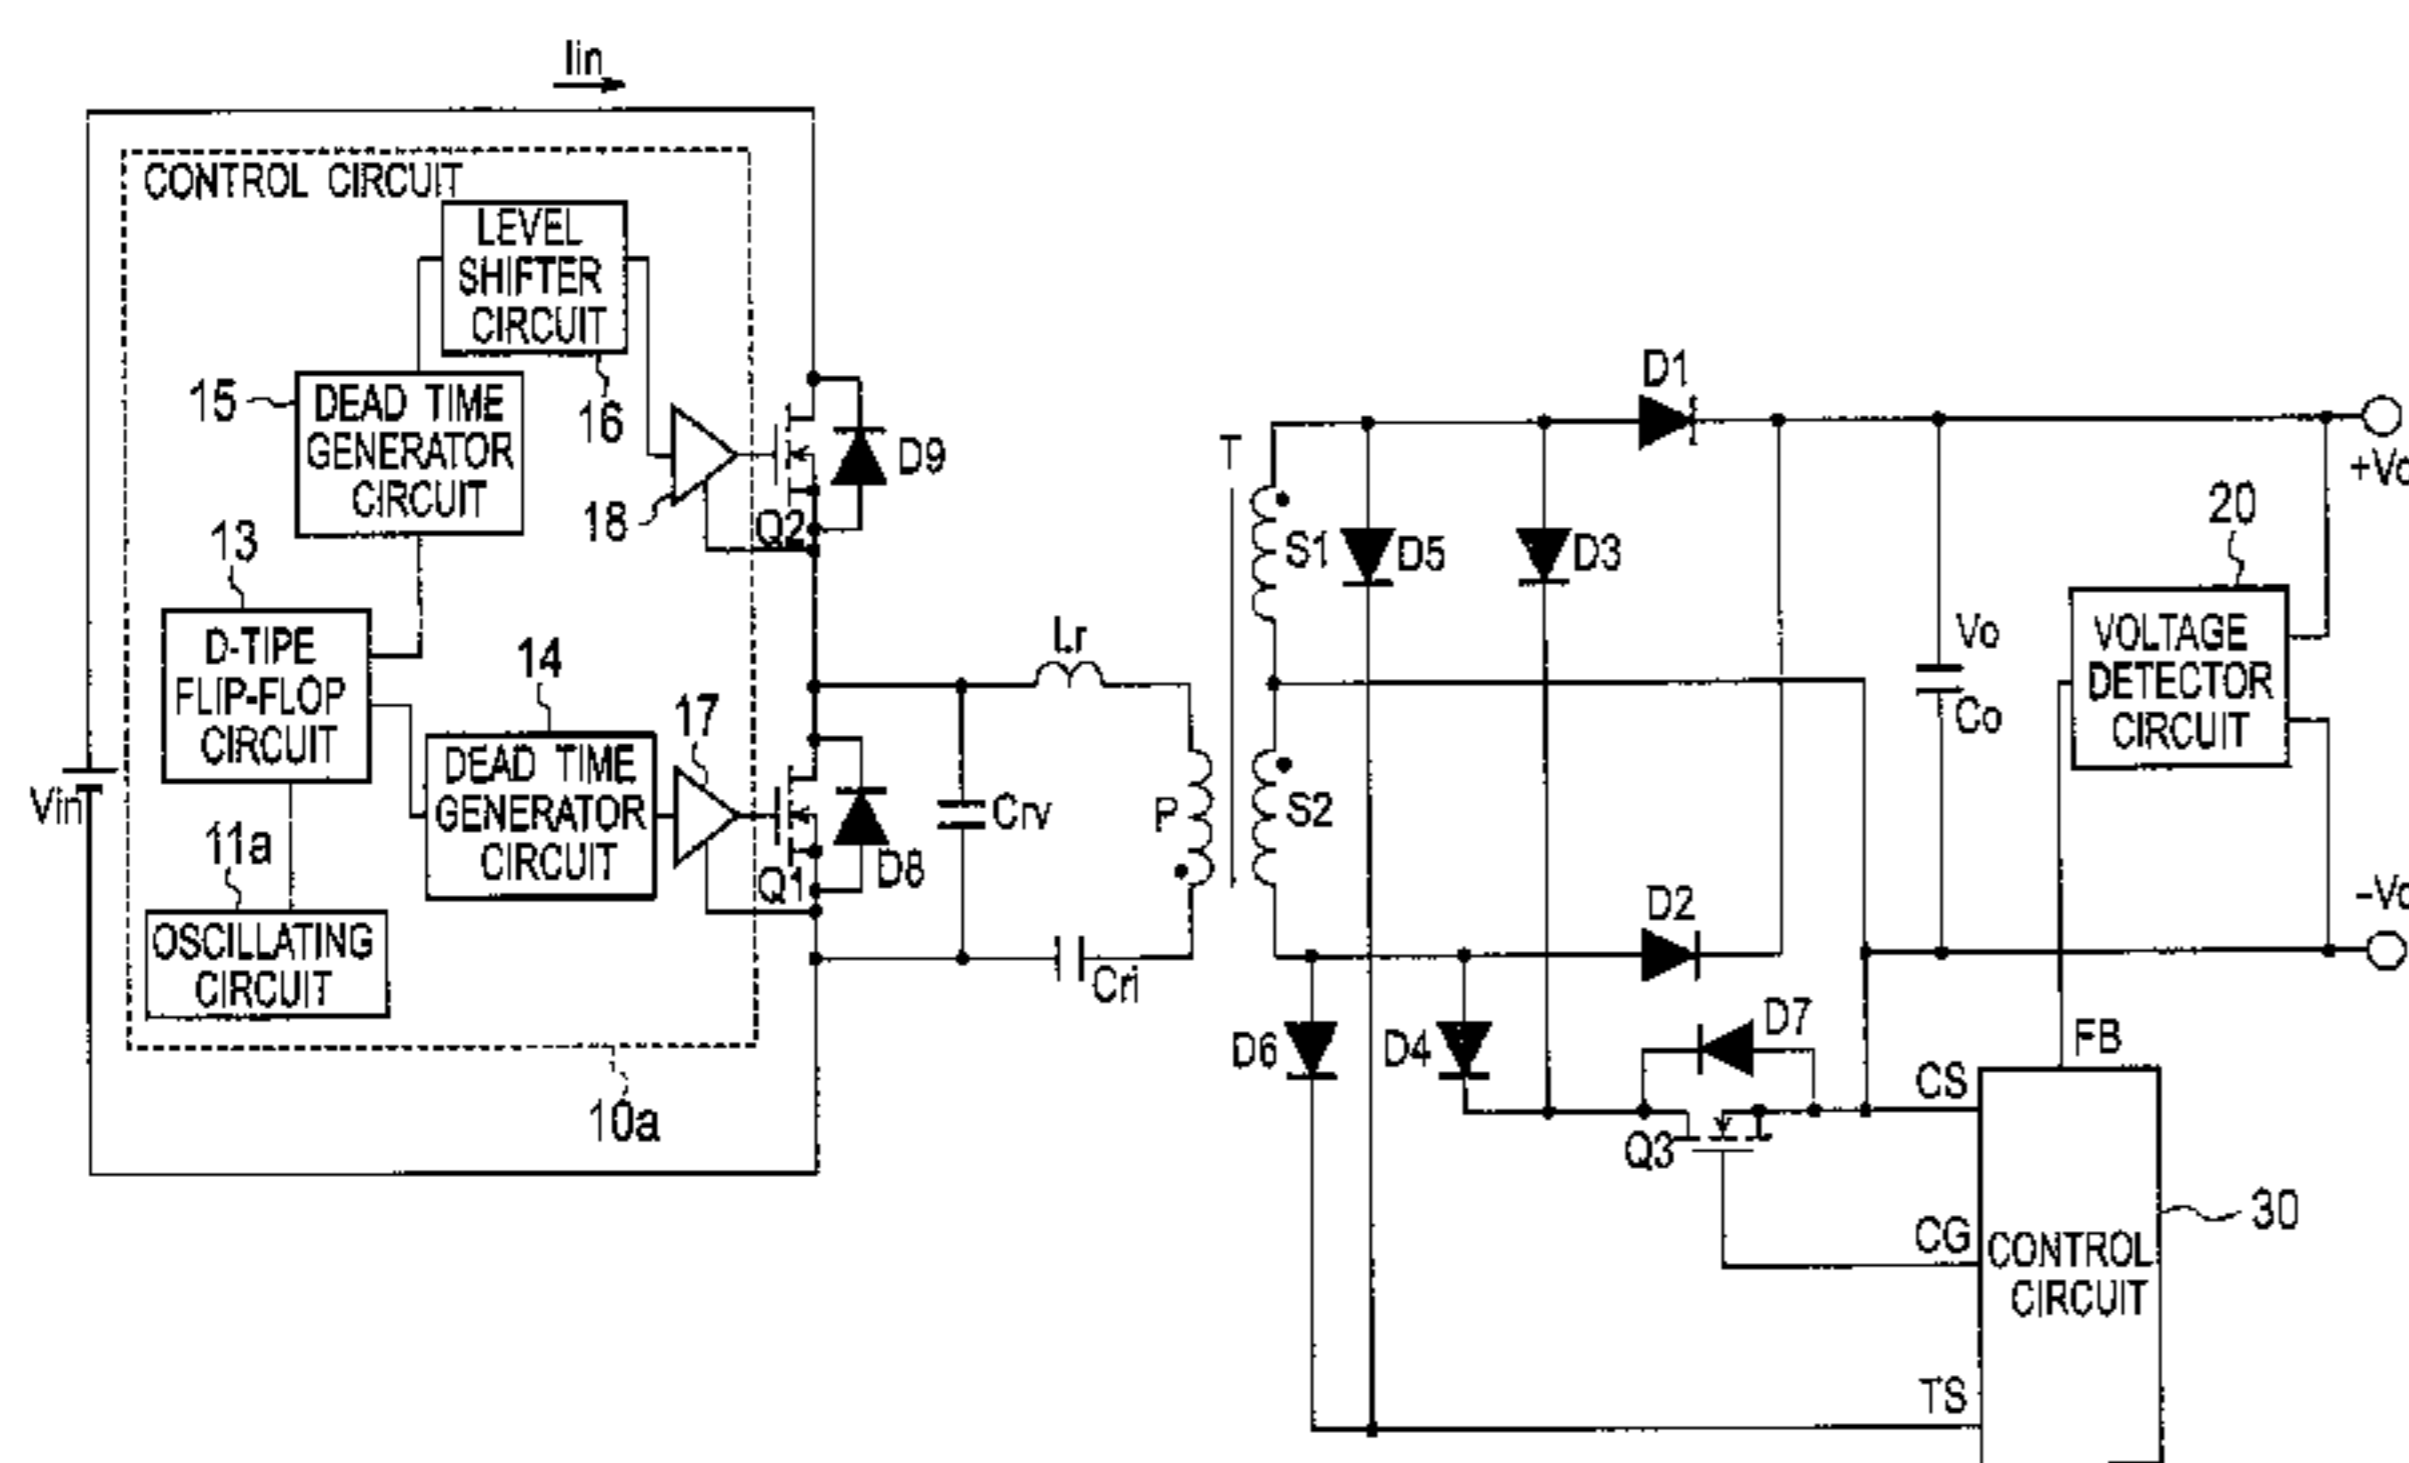 Iin
CONTROL CIRCUIT
LEVEL
SHIFTER
CIRCUIT
16
15
DEAD TIME
GENERATOR
CIRCUIT
18
Q2
D9
13
D-TIPE
FLIP-FLOP
CIRCUIT
14
DEAD TIME
GENERATOR
CIRCUIT
17
Q1
D8
Vin
11a
OSCILLATING
CIRCUIT
10a
Crv
Lr
Cri
P
T
S1
S2
D5
D3
D1
D2
D6
D4
D7
Q3
Vo
Co
+Vo
-Vo
20
VOLTAGE
DETECTOR
CIRCUIT
FB
CS
CG
TS
CONTROL
CIRCUIT
30